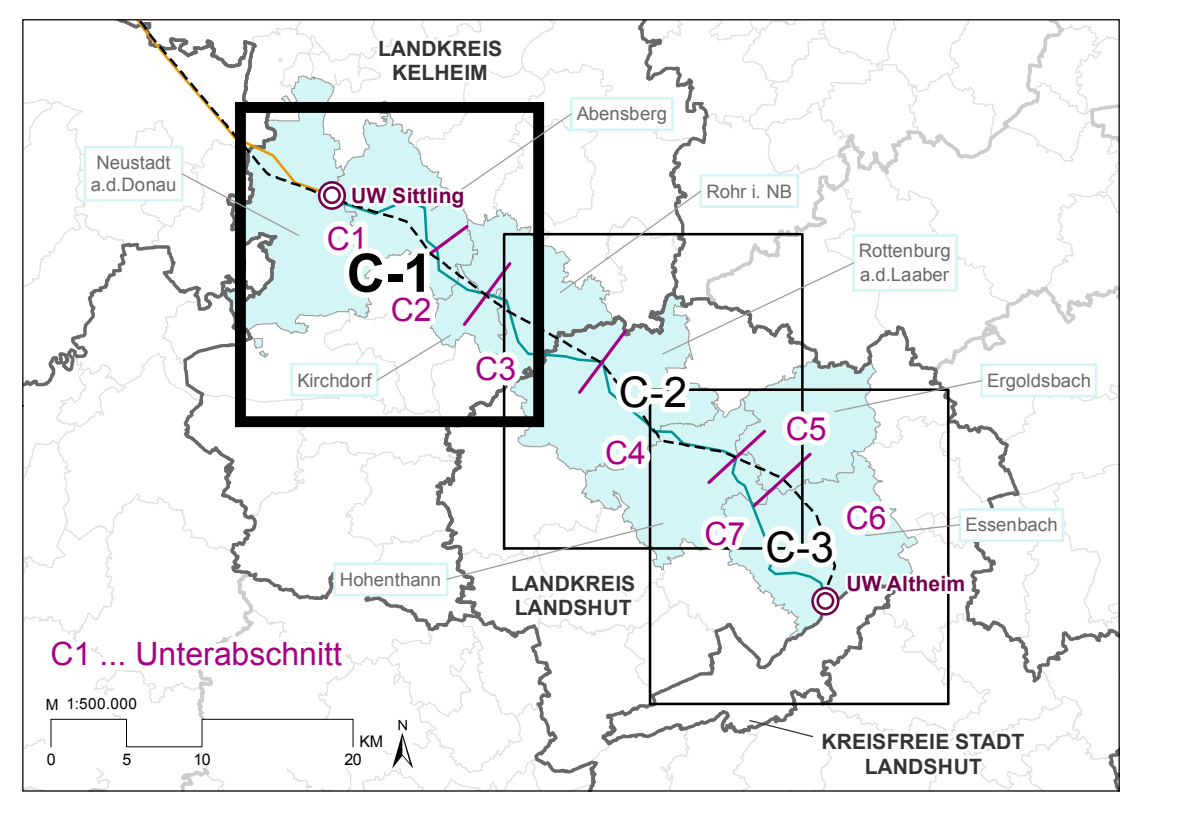 LANDKREIS
KELHEIM
Abensberg
Neustadt
a.d.Donau
UW Sittling
Rohr i. NB
C1
C-1
Rottenburg
a.d.Laaber
C2
Kirchdorf
C3
C-2
Ergoldsbach
C5
C4
C6
C7
Essenbach
C-3
Hohenthann
LANDKREIS
LANDSHUT
UW Altheim
C1 ... Unterabschnitt
M 1:500.000
N
KM
0 5 10 20
KREISFREIE STADT
LANDSHUT